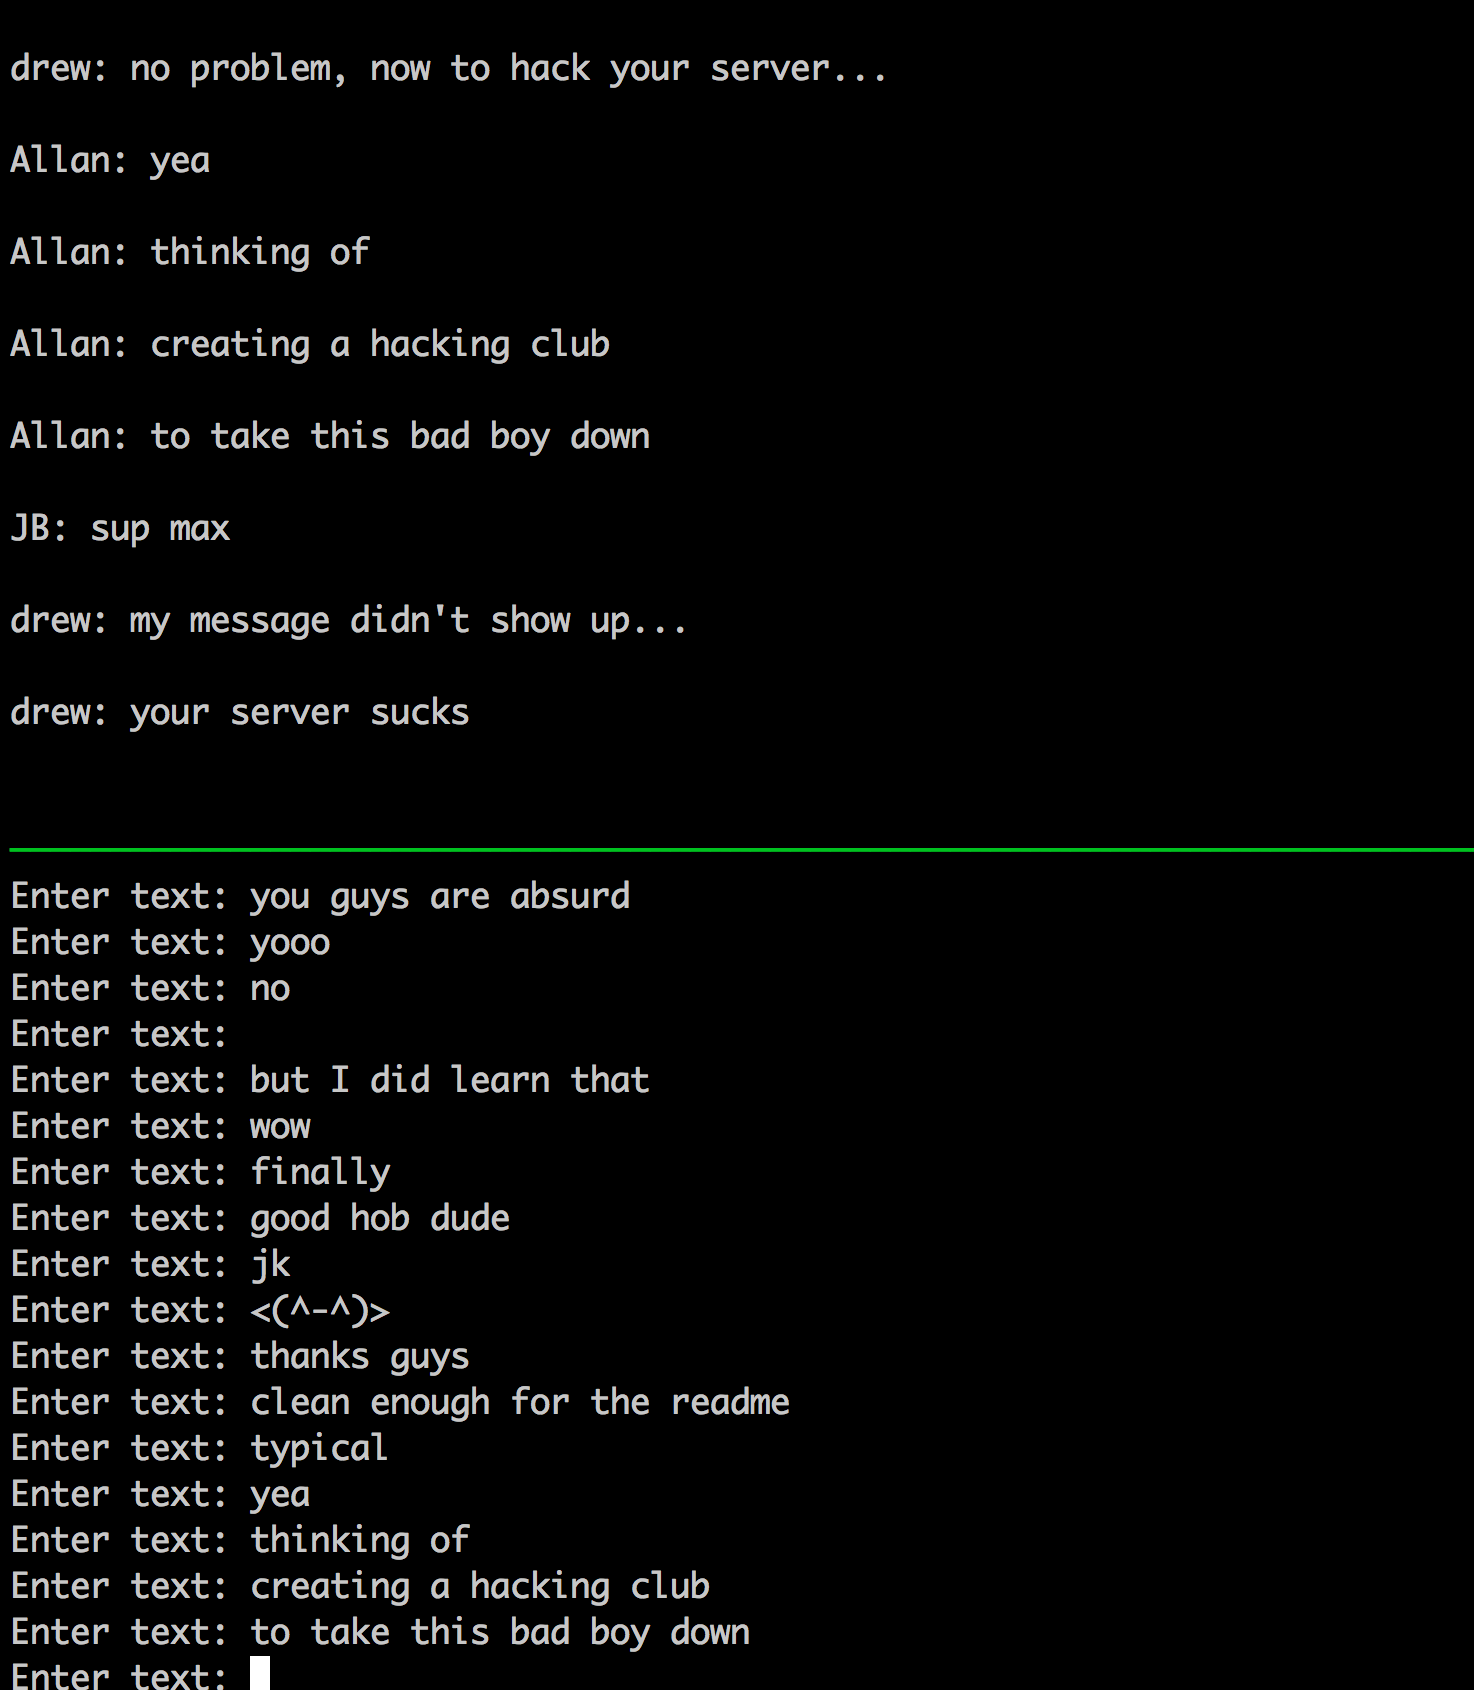 drew: no problem, now to hack your server...
Allan: yea
Allan: thinking of
Allan: creating a hacking club
Allan: to take this bad boy down
JB: sup max
drew: my message didn't show up...
drew: your server sucks
Enter text: you guys are absurd
Enter text: yooo
Enter text: no
Enter text:
Enter text: but I did learn that
Enter text: wow
Enter text: finally
Enter text: good hob dude
Enter text: jk
Enter text: <(^-^)>
Enter text: thanks guys
Enter text: clean enough for the readme
Enter text: typical
Enter text: yea
Enter text: thinking of
Enter text: creating a hacking club
Enter text: to take this bad boy down
Enter text: